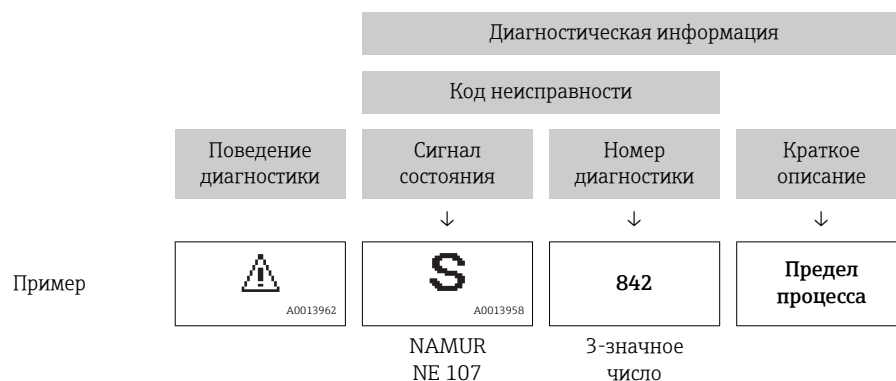 Диагностическая информация
Код неисправности
Поведение диагностики
Сигнал состояния
Номер диагностики
Краткое описание
Пример
A0013962
S
A0013958
842
Предел процесса
NAMUR NE 107
3-значное число